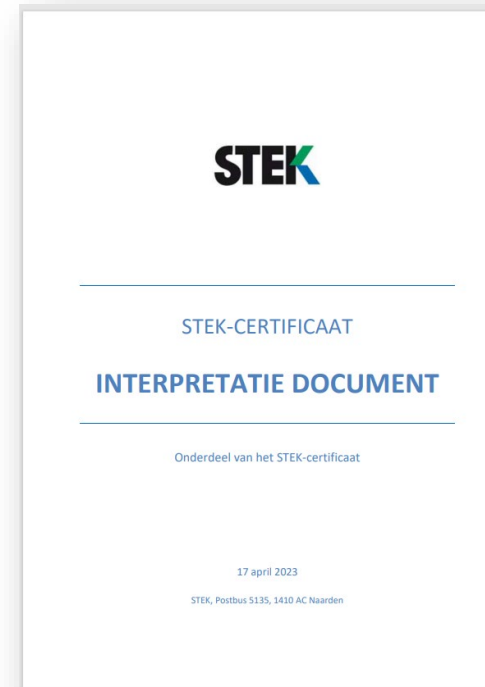 STEK
STEK-CERTIFICAAT
INTERPRETATIE DOCUMENT
Onderdeel van het STEK-certificaat
17 april 2023
STEK, Postbus 5135, 1410 AC Naarden